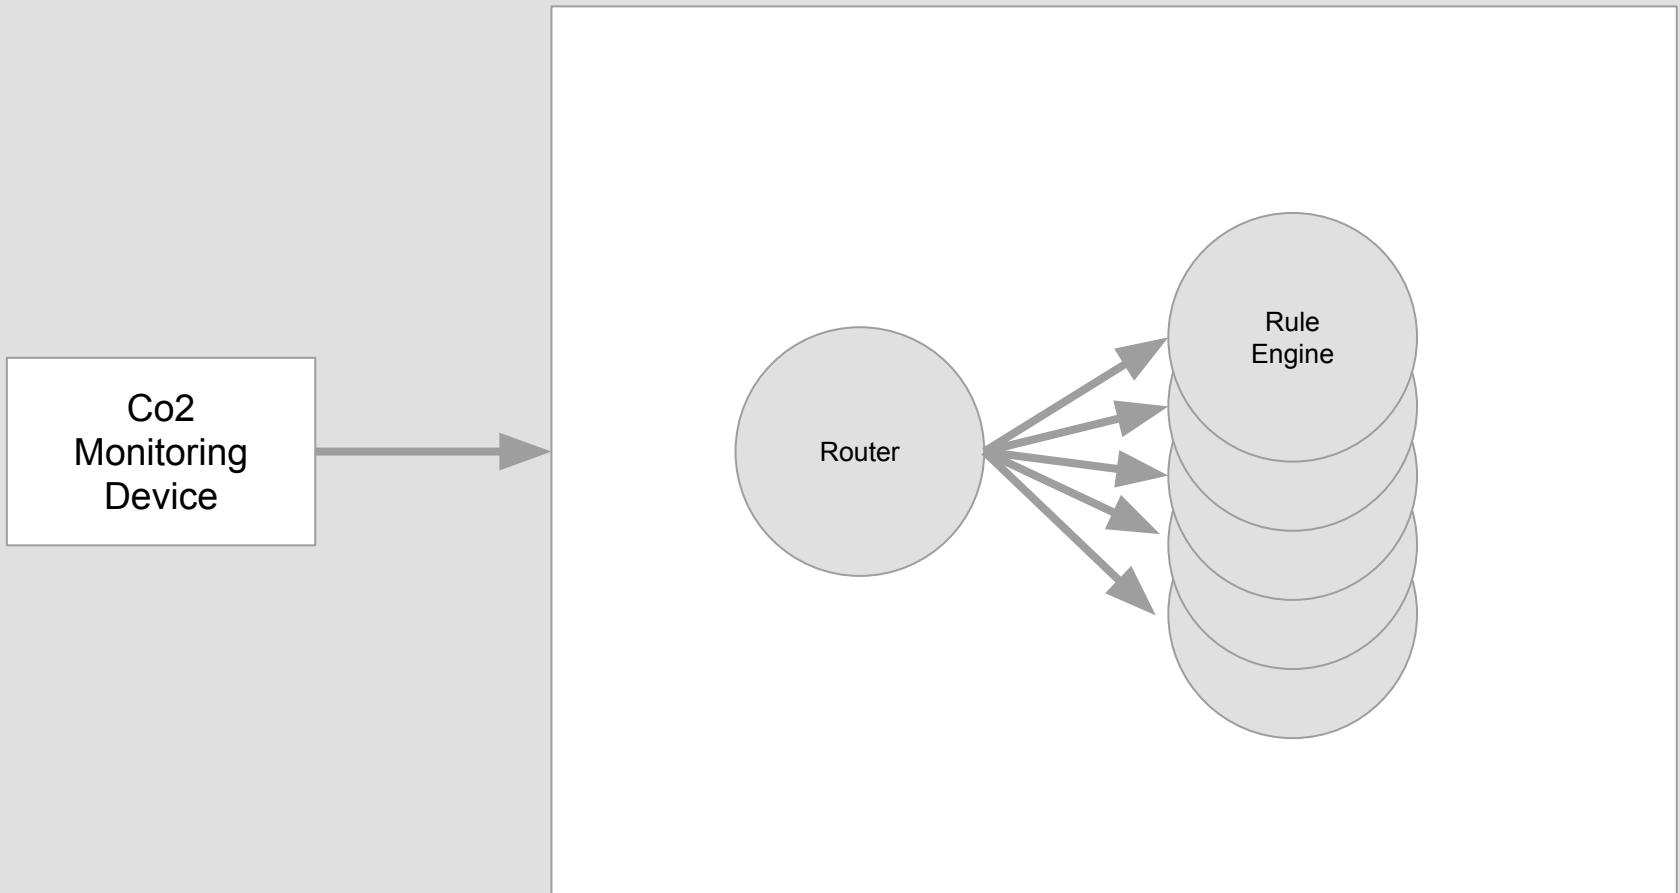 Co2
Monitoring
Device
Router
Rule
Engine